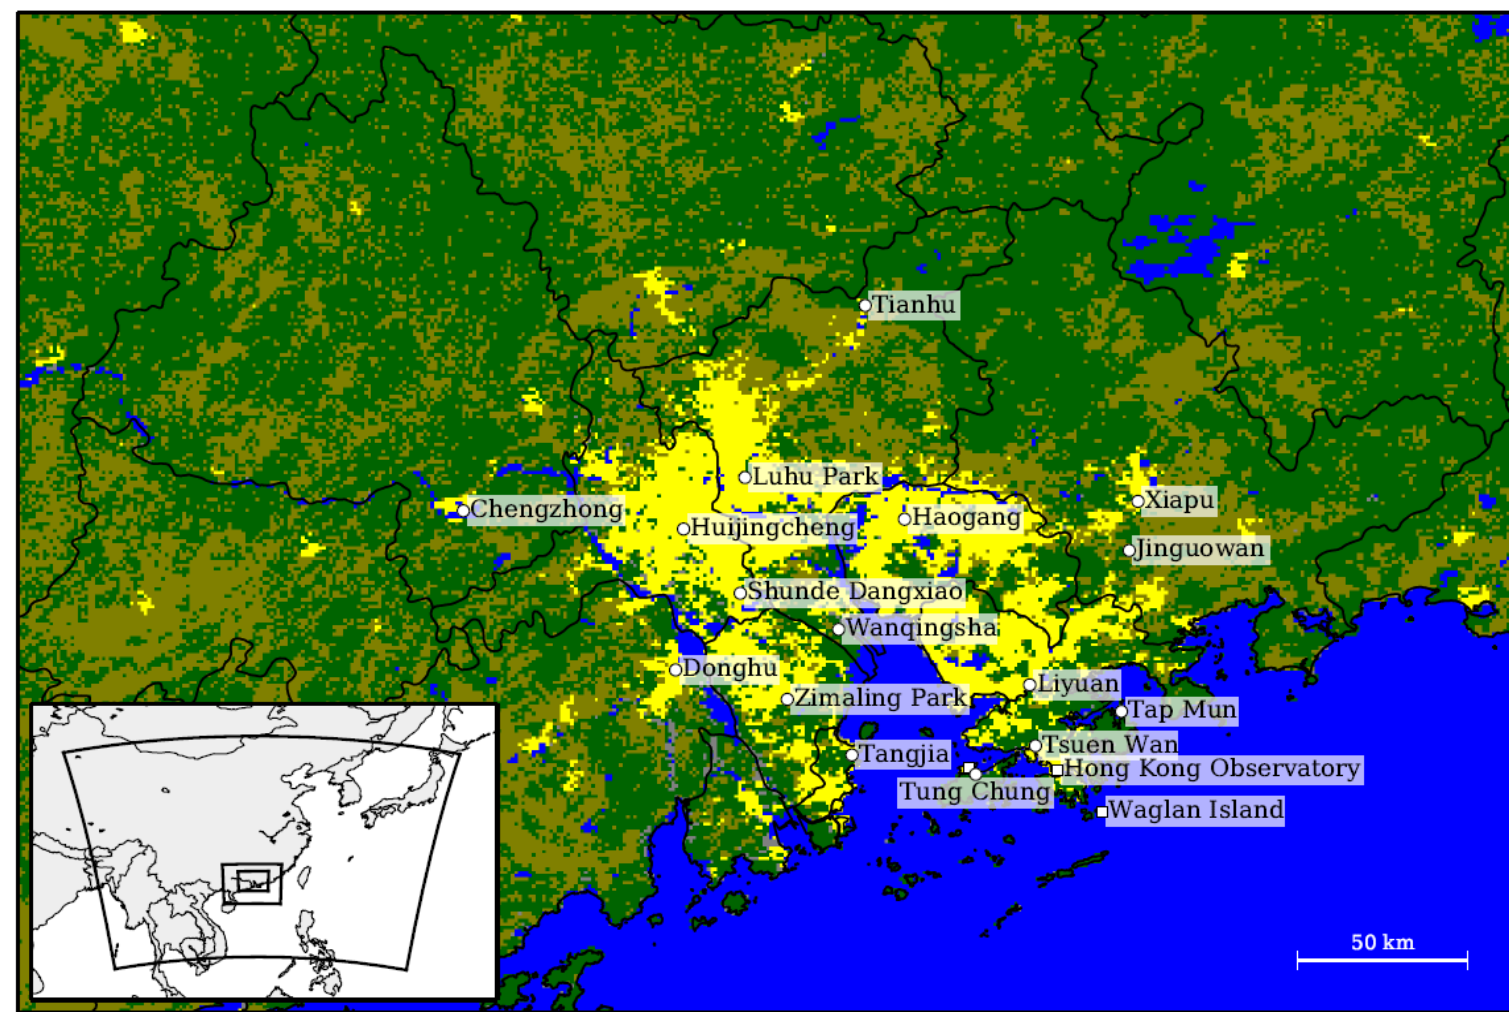 Tianhu
Luhu Park
Xiapu
Chengzhong
Haogang
Huijingcheng
Jinguowan
Shunde Dangxiao
Wanqingsha
Donghu
Liyuan
Zimaling Park
Tap Mun
Tsuen Wan
Tangjia
Hong Kong Observatory
Tung Chung
Waglan Island
50 km